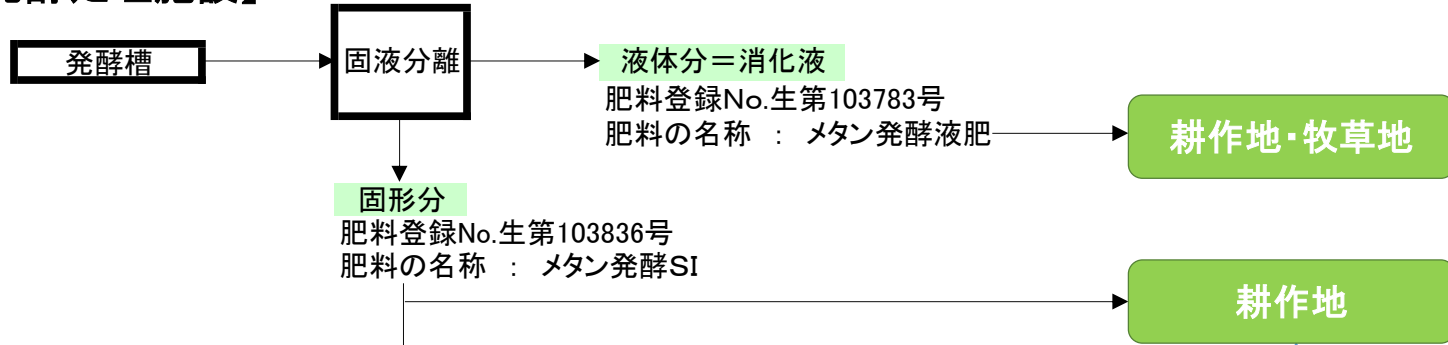 施設】
発酵槽
固液分離
液体分＝消化液
肥料登録No.生第103783号
肥料の名称 ： メタン発酵液肥
耕作地・牧草地
固形分
肥料登録No.生第103836号
肥料の名称 ： メタン発酵SI
耕作地